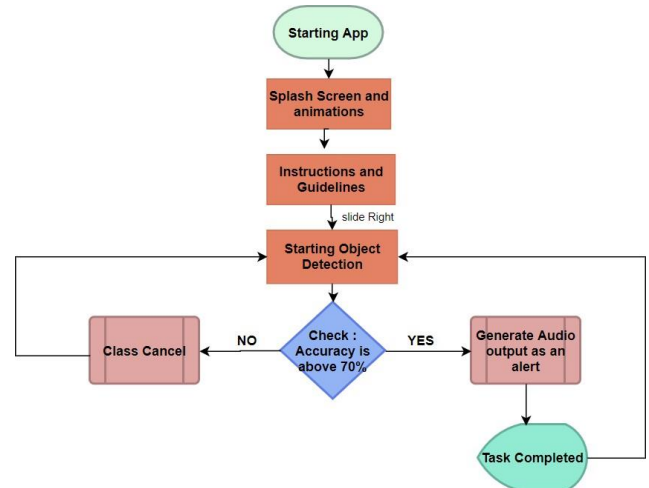 Starting App
Splash Screen and
animations
Instructions and
Guidelines
slide Right
Starting Object
Detection
Check :
Accuracy is
above 70%
NO
YES
Class Cancel
Generate Audio
output as an
alert
Task Completed